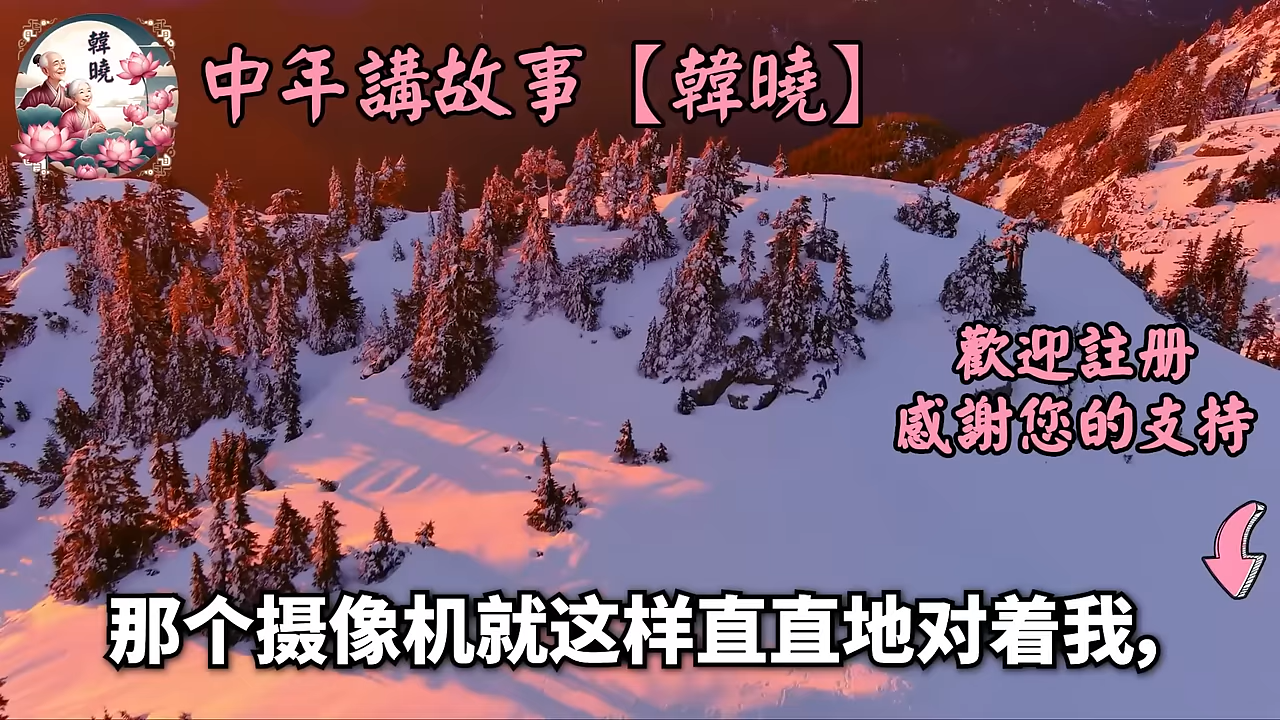 韓
曉
中年講故事【韓曉】
歡迎註册
感謝您的支持
那个摄像机就这样直直地对着我,